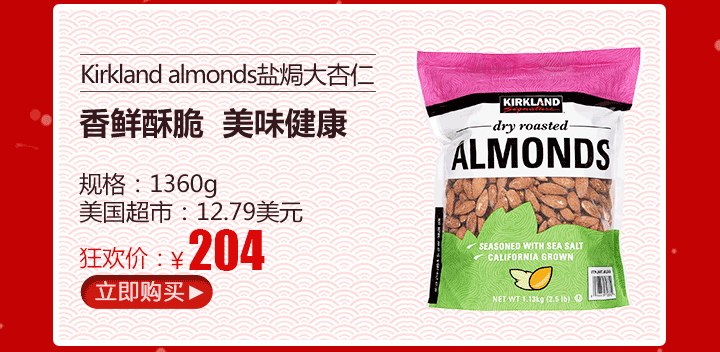 Kirkland almonds盐焗大杏仁
香鲜酥脆 美味健康
规格：1360g
美国超市：12.79美元
狂欢价：¥204
立即购买
KIRKLAND
Signature
dry roasted
ALMONDS
SEASONED WITH SEA SALT
CALIFORNIA GROWN
NET WT 1.13kg (2.5 lb)